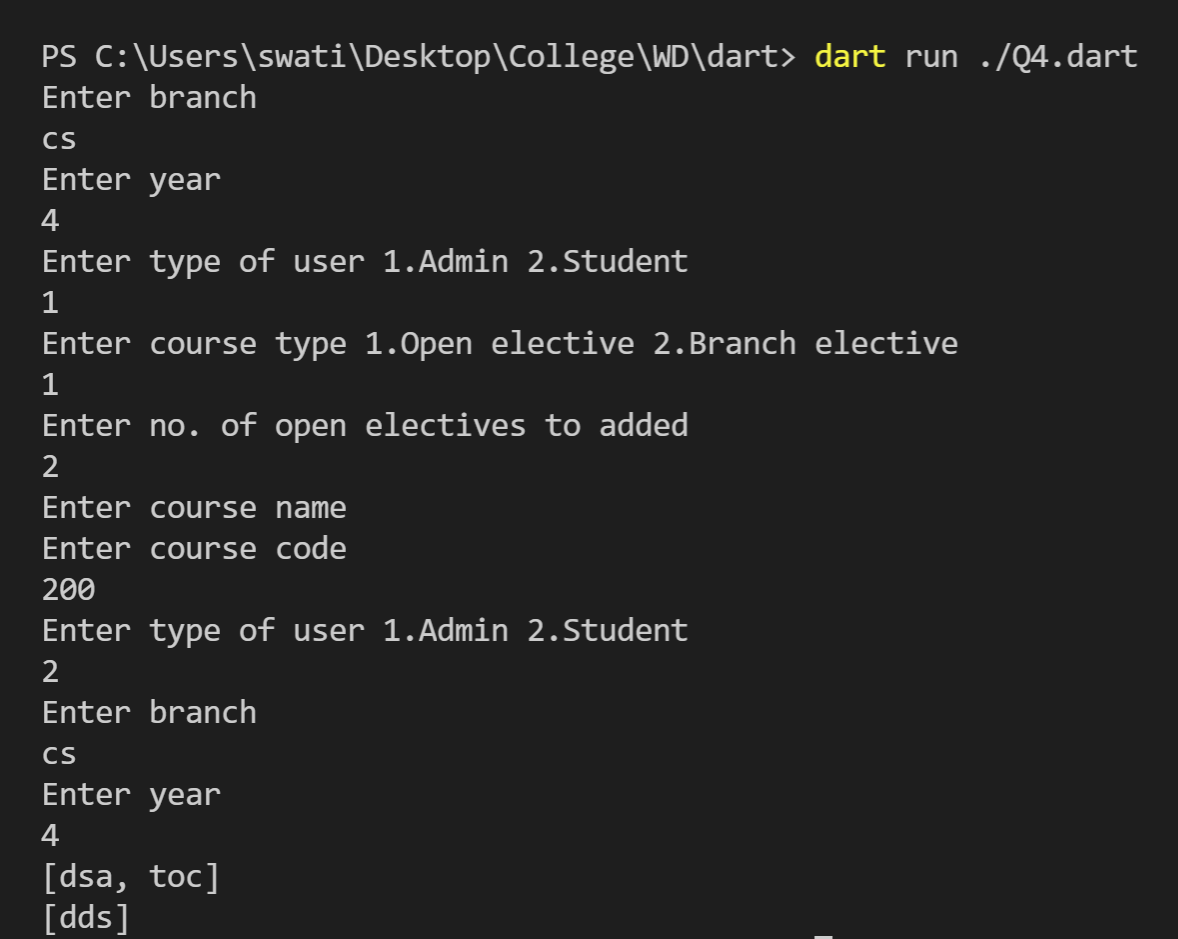 PS C:\Users\swati\Desktop\College\WD\dart> dart run ./Q4.dart
Enter branch
cs
Enter year
4
Enter type of user 1.Admin 2.Student
1
Enter course type 1.Open elective 2.Branch elective
1
Enter no. of open electives to added
2
Enter course name
Enter course code
200
Enter type of user 1.Admin 2.Student
2
Enter branch
cs
Enter year
4
[dsa, toc]
[dds]